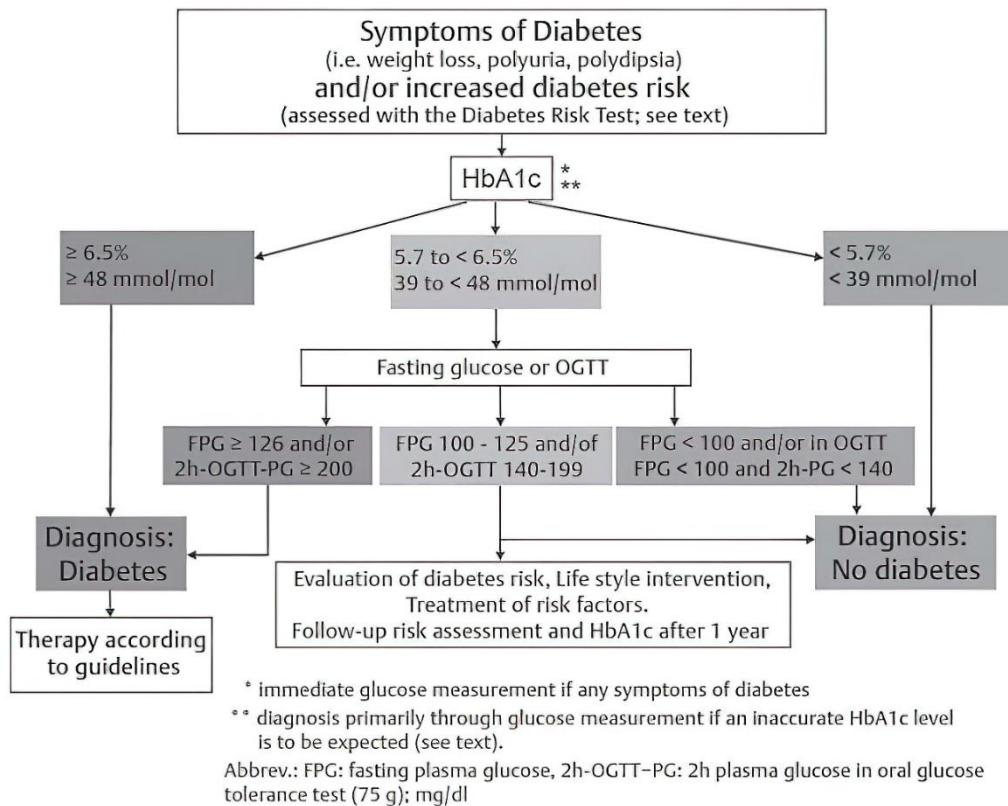 Symptoms of Diabetes
(i.e. weight loss, polyuria, polydipsia)
and/or increased diabetes risk
(assessed with the Diabetes Risk Test; see text)
HbA1c *
**
≥ 6.5%
≥ 48 mmol/mol
5.7 to < 6.5%
39 to < 48 mmol/mol
< 5.7%
< 39 mmol/mol
Fasting glucose or OGTT
FPG ≥ 126 and/or
2h-OGTT-PG ≥ 200
FPG 100 - 125 and/of
2h-OGTT 140-199
FPG < 100 and/or in OGTT
FPG < 100 and 2h-PG < 140
Diagnosis:
Diabetes
Diagnosis:
No diabetes
Evaluation of diabetes risk, Life style intervention,
Treatment of risk factors.
Follow-up risk assessment and HbA1c after 1 year
Therapy according
to guidelines
* immediate glucose measurement if any symptoms of diabetes
** diagnosis primarily through glucose measurement if an inaccurate HbA1c level
is to be expected (see text).
Abbrev.: FPG: fasting plasma glucose, 2h-OGTT-PG: 2h plasma glucose in oral glucose
tolerance test (75 g); mg/dl